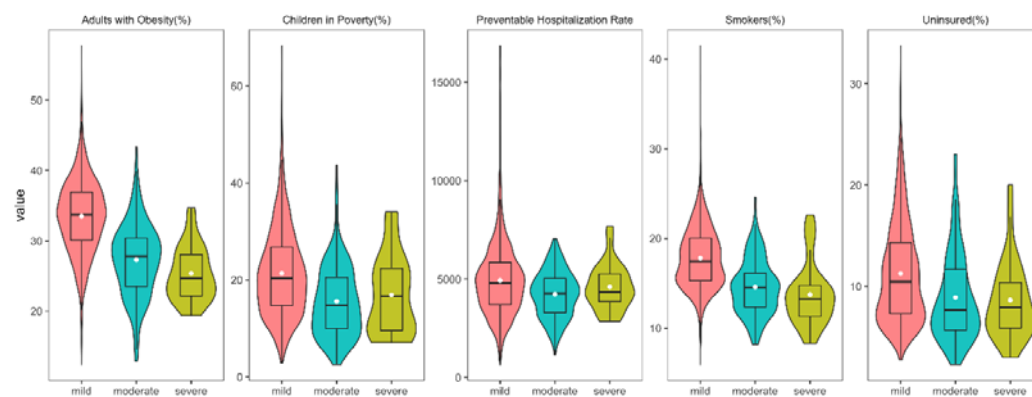 Adults with Obesity(%)
Children in Poverty(%)
Preventable Hospitalization Rate
Smokers(%)
Uninsured(%)
value
50
40
30
20
60
40
20
0
15000
10000
5000
0
40
30
20
10
30
20
10
mild moderate severe
mild moderate severe
mild moderate severe
mild moderate severe
mild moderate severe